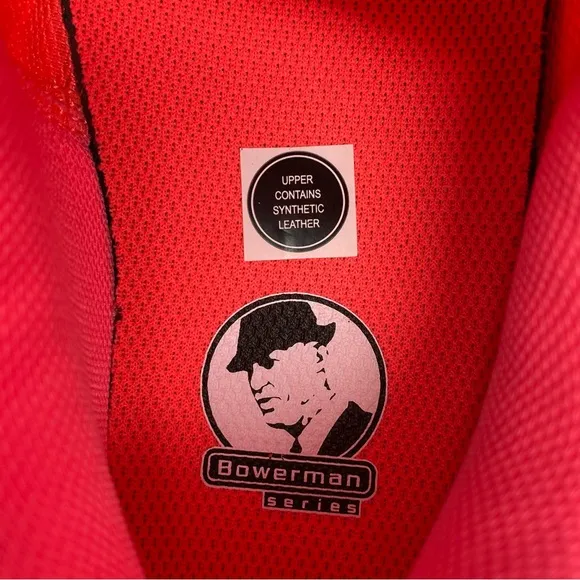 UPPER
CONTAINS
SYNTHETIC
LEATHER
Bowerman
series